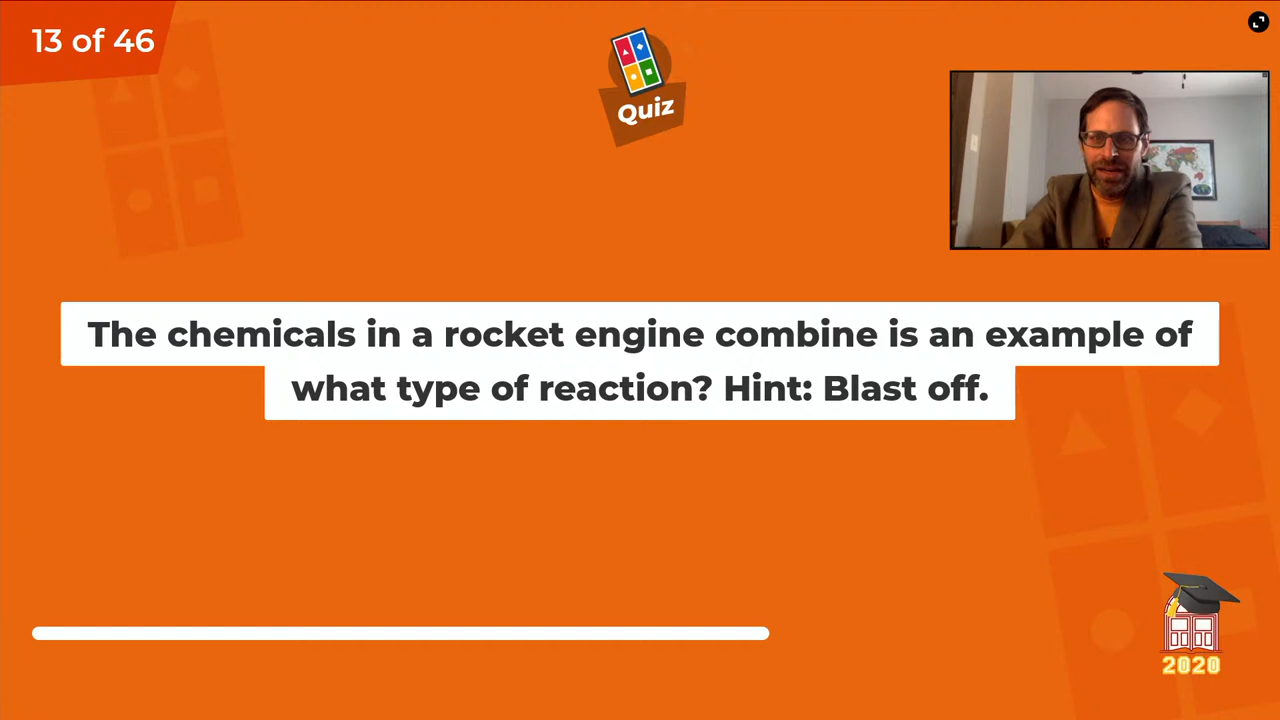 13 of 46
Quiz
The chemicals in a rocket engine combine is an example of
what type of reaction? Hint: Blast off.
2020